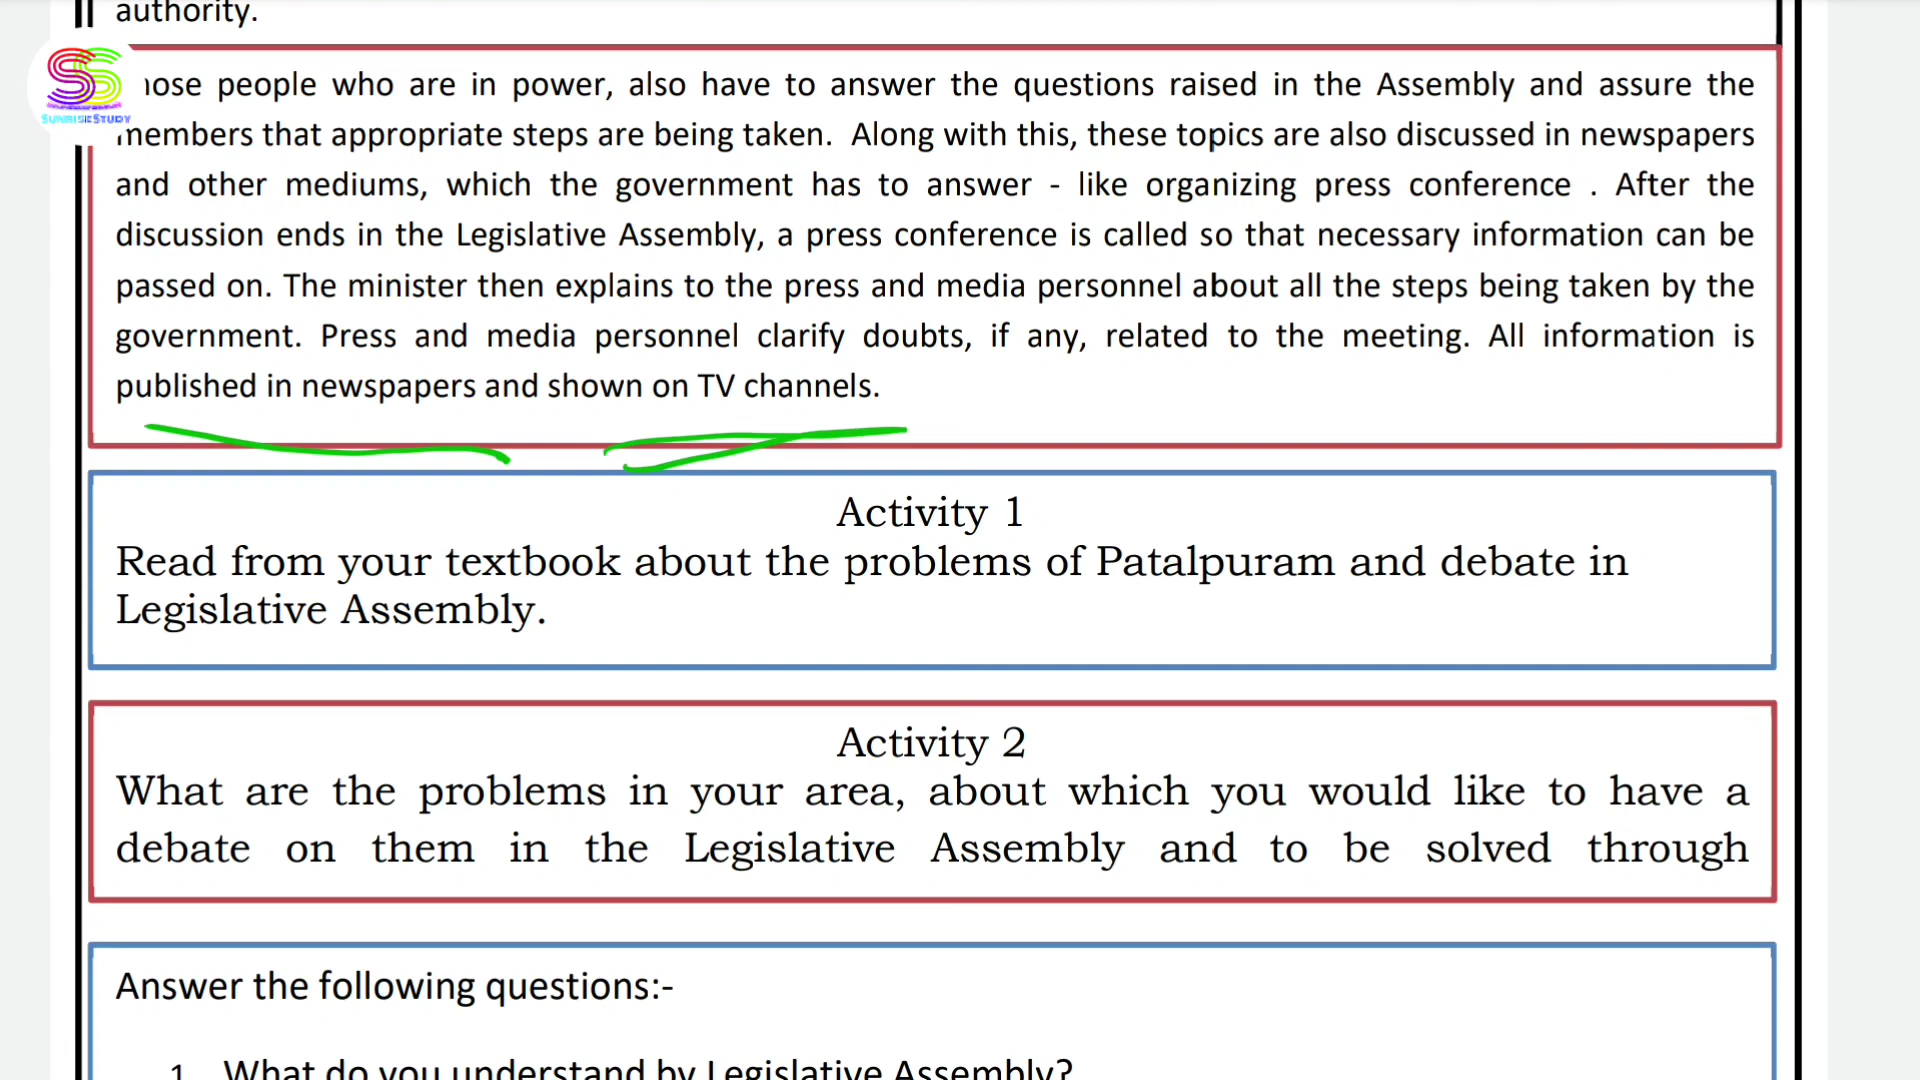 authority.
hose people who are in power, also have to answer the questions raised in the Assembly and assure the
members that appropriate steps are being taken. Along with this, these topics are also discussed in newspapers
and other mediums, which the government has to answer - like organizing press conference . After the
discussion ends in the Legislative Assembly, a press conference is called so that necessary information can be
passed on. The minister then explains to the press and media personnel about all the steps being taken by the
government. Press and media personnel clarify doubts, if any, related to the meeting. All information is
published in newspapers and shown on TV channels.
SS
SUNRISE STUDY
Activity 1
Read from your textbook about the problems of Patalpuram and debate in
Legislative Assembly.
Activity 2
What are the problems in your area, about which you would like to have a
debate on them in the Legislative Assembly and to be solved through
Answer the following questions:-
1. What do you understand by Legislative Assembly?